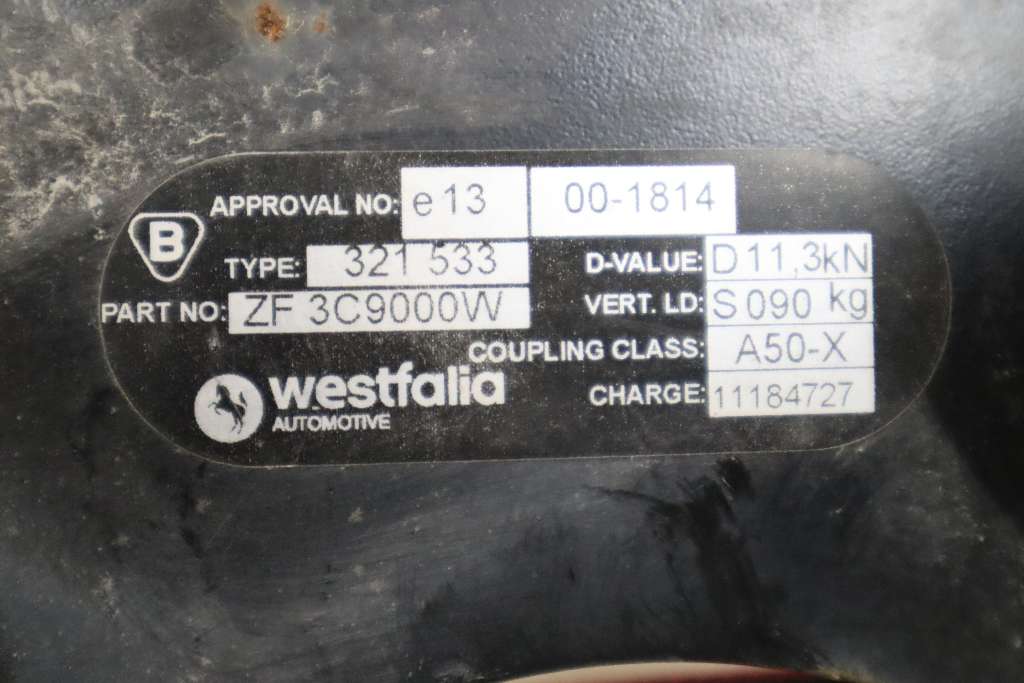 APPROVAL NO: e13 00-1814
B
TYPE: 321 533
D-VALUE: D11,3kN
PART NO: ZF 3C9000W
VERT. LD: S 090 kg
COUPLING CLASS: A50-X
westfalia
AUTOMOTIVE
CHARGE: 11184727